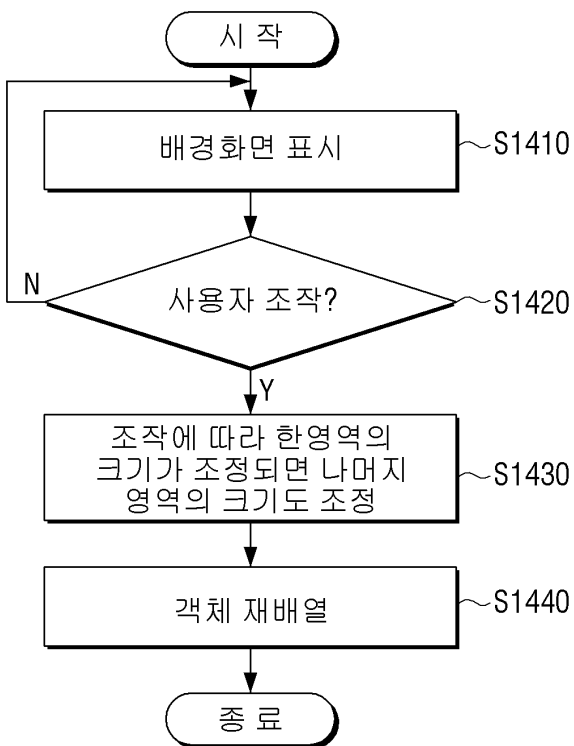 시 작
배경화면 표시
S1410
사용자 조작?
S1420
N
Y
조작에 따라 한영역의
크기가 조정되면 나머지
영역의 크기도 조정
S1430
객체 재배열
S1440
종 료